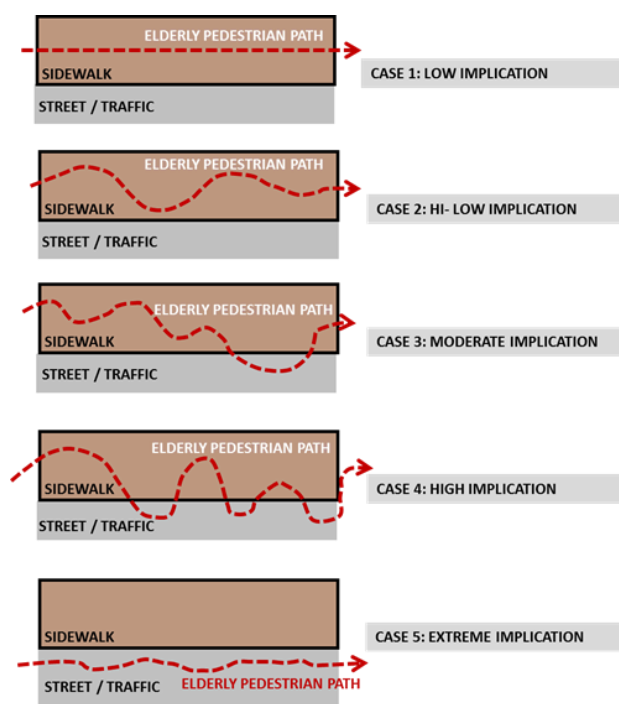 ELDERLY PEDESTRIAN PATH
SIDEWALK
CASE 1: LOW IMPLICATION
STREET / TRAFFIC
ELDERLY PEDESTRIAN PATH
SIDEWALK
CASE 2: HI- LOW IMPLICATION
STREET / TRAFFIC
ELDERLY PEDESTRIAN PATH
SIDEWALK
CASE 3: MODERATE IMPLICATION
STREET / TRAFFIC
ELDERLY PEDESTRIAN PATH
SIDEWALK
CASE 4: HIGH IMPLICATION
STREET / TRAFFIC
SIDEWALK
CASE 5: EXTREME IMPLICATION
STREET / TRAFFIC
ELDERLY PEDESTRIAN PATH